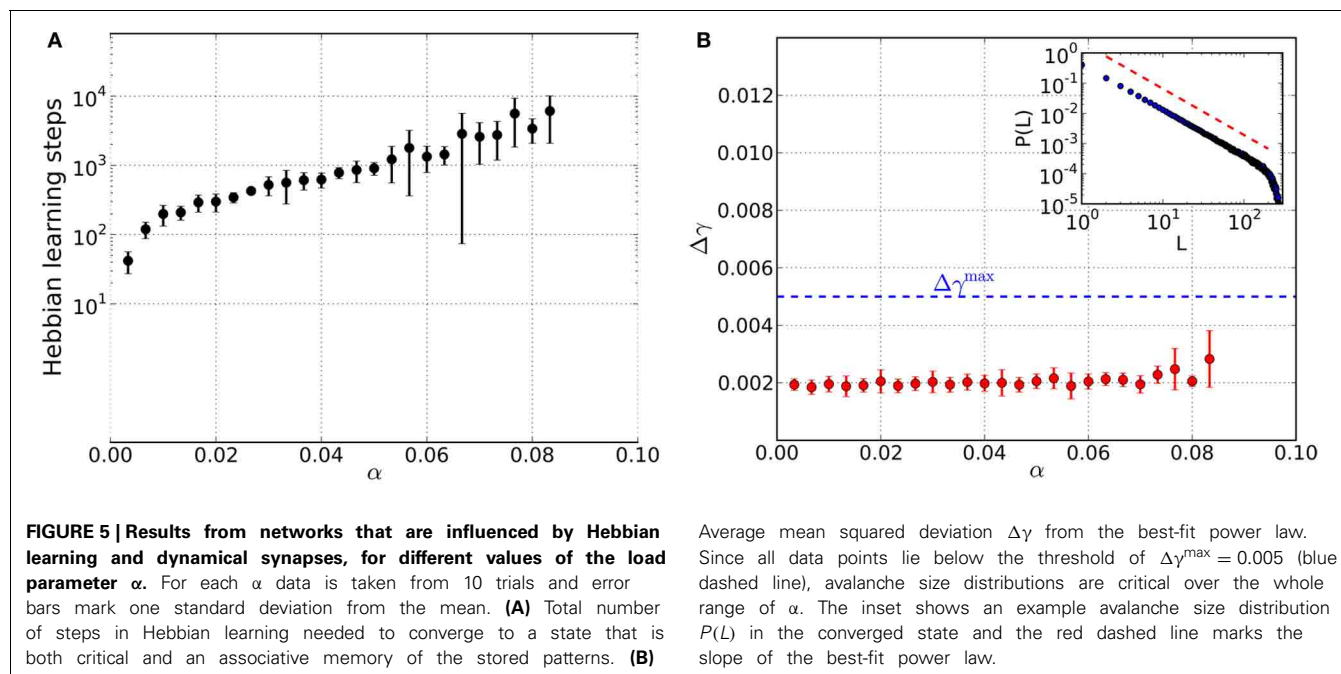 A
Hebbian learning steps
10^4
10^3
10^2
10^1
0.00 0.02 0.04 0.06 0.08 0.10
α
B
Δγ
0.012
0.010
0.008
0.006
0.004
0.002
Δγ^max
0.00 0.02 0.04 0.06 0.08 0.10
α
P(L)
10^0
10^-1
10^-2
10^-3
10^-4
10^-5
10^0 10^1 10^2
L
FIGURE 5 | Results from networks that are influenced by Hebbian
learning and dynamical synapses, for different values of the load
parameter α. For each α data is taken from 10 trials and error
bars mark one standard deviation from the mean. (A) Total number
of steps in Hebbian learning needed to converge to a state that is
both critical and an associative memory of the stored patterns. (B)
Average mean squared deviation Δγ from the best-fit power law.
Since all data points lie below the threshold of Δγ^max = 0.005 (blue
dashed line), avalanche size distributions are critical over the whole
range of α. The inset shows an example avalanche size distribution
P(L) in the converged state and the red dashed line marks the
slope of the best-fit power law.